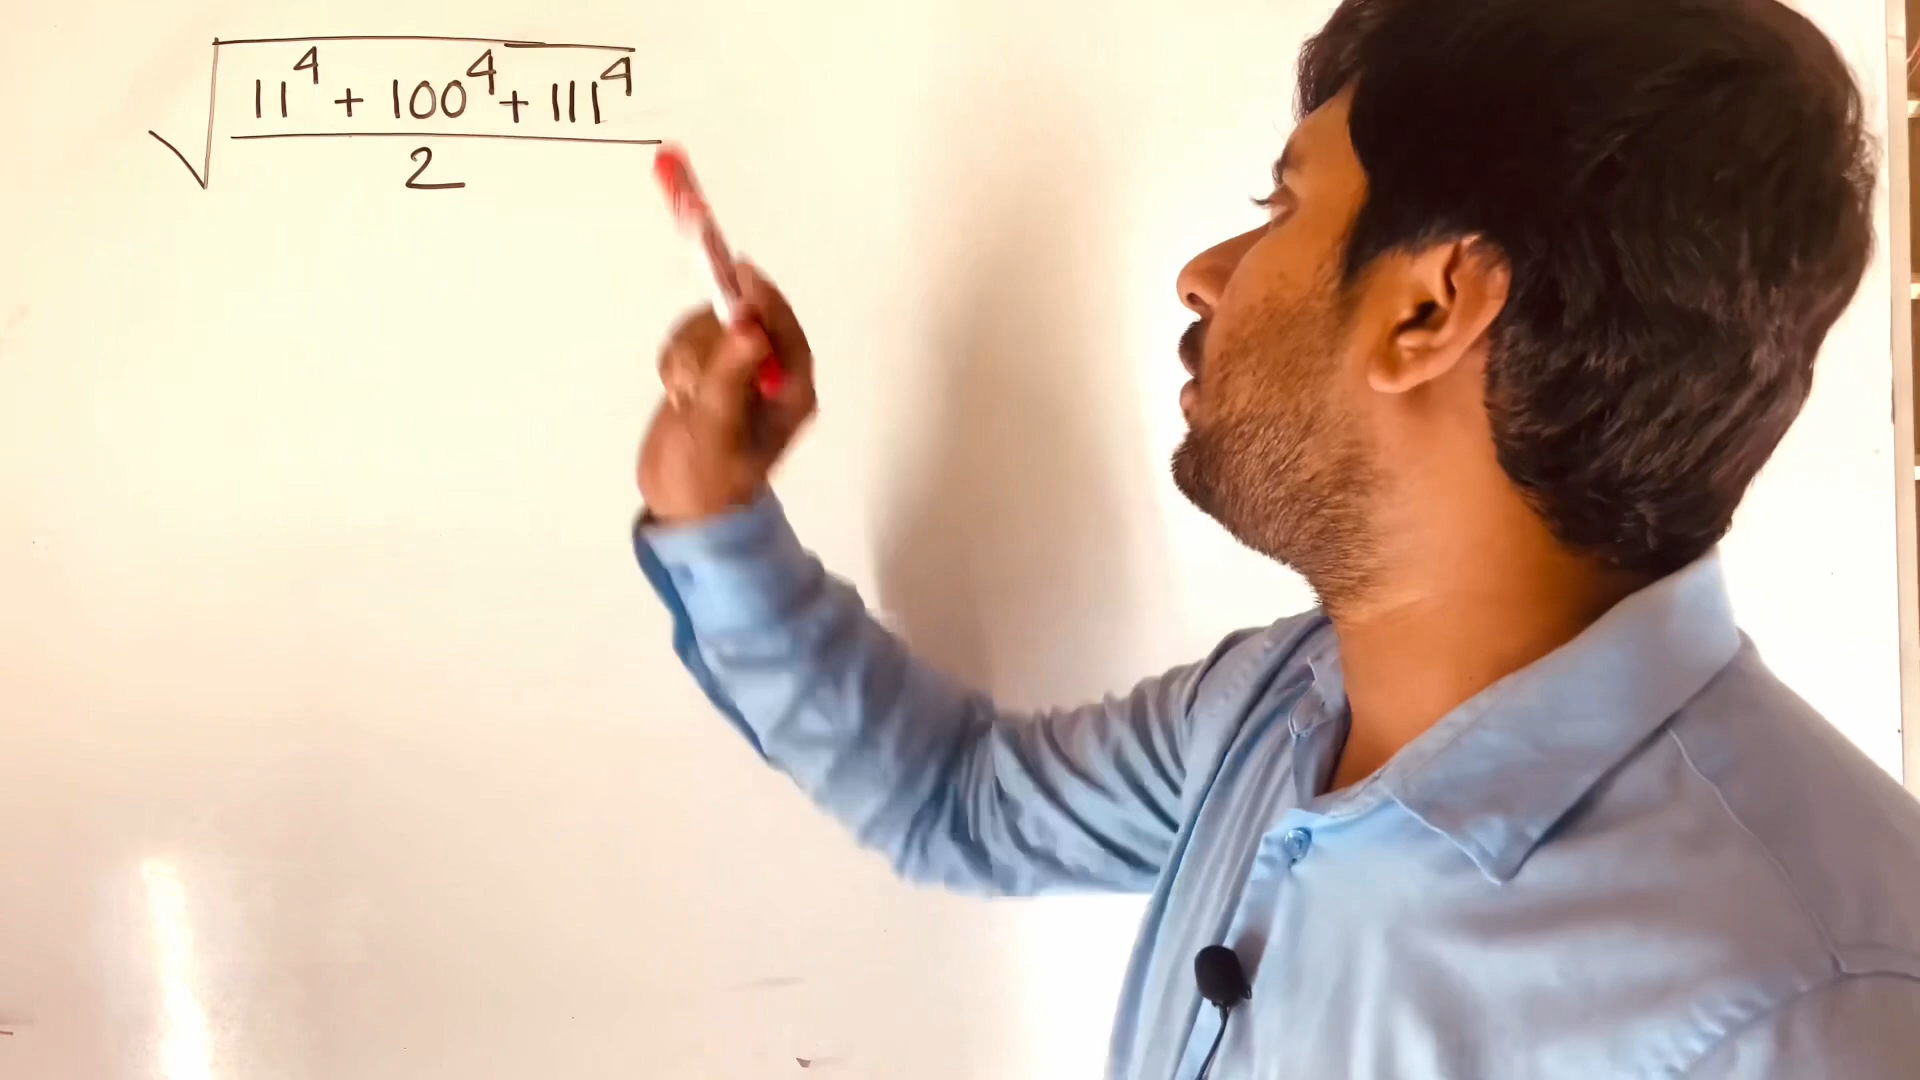 √(11⁴ + 100⁴ + 111⁴
2)